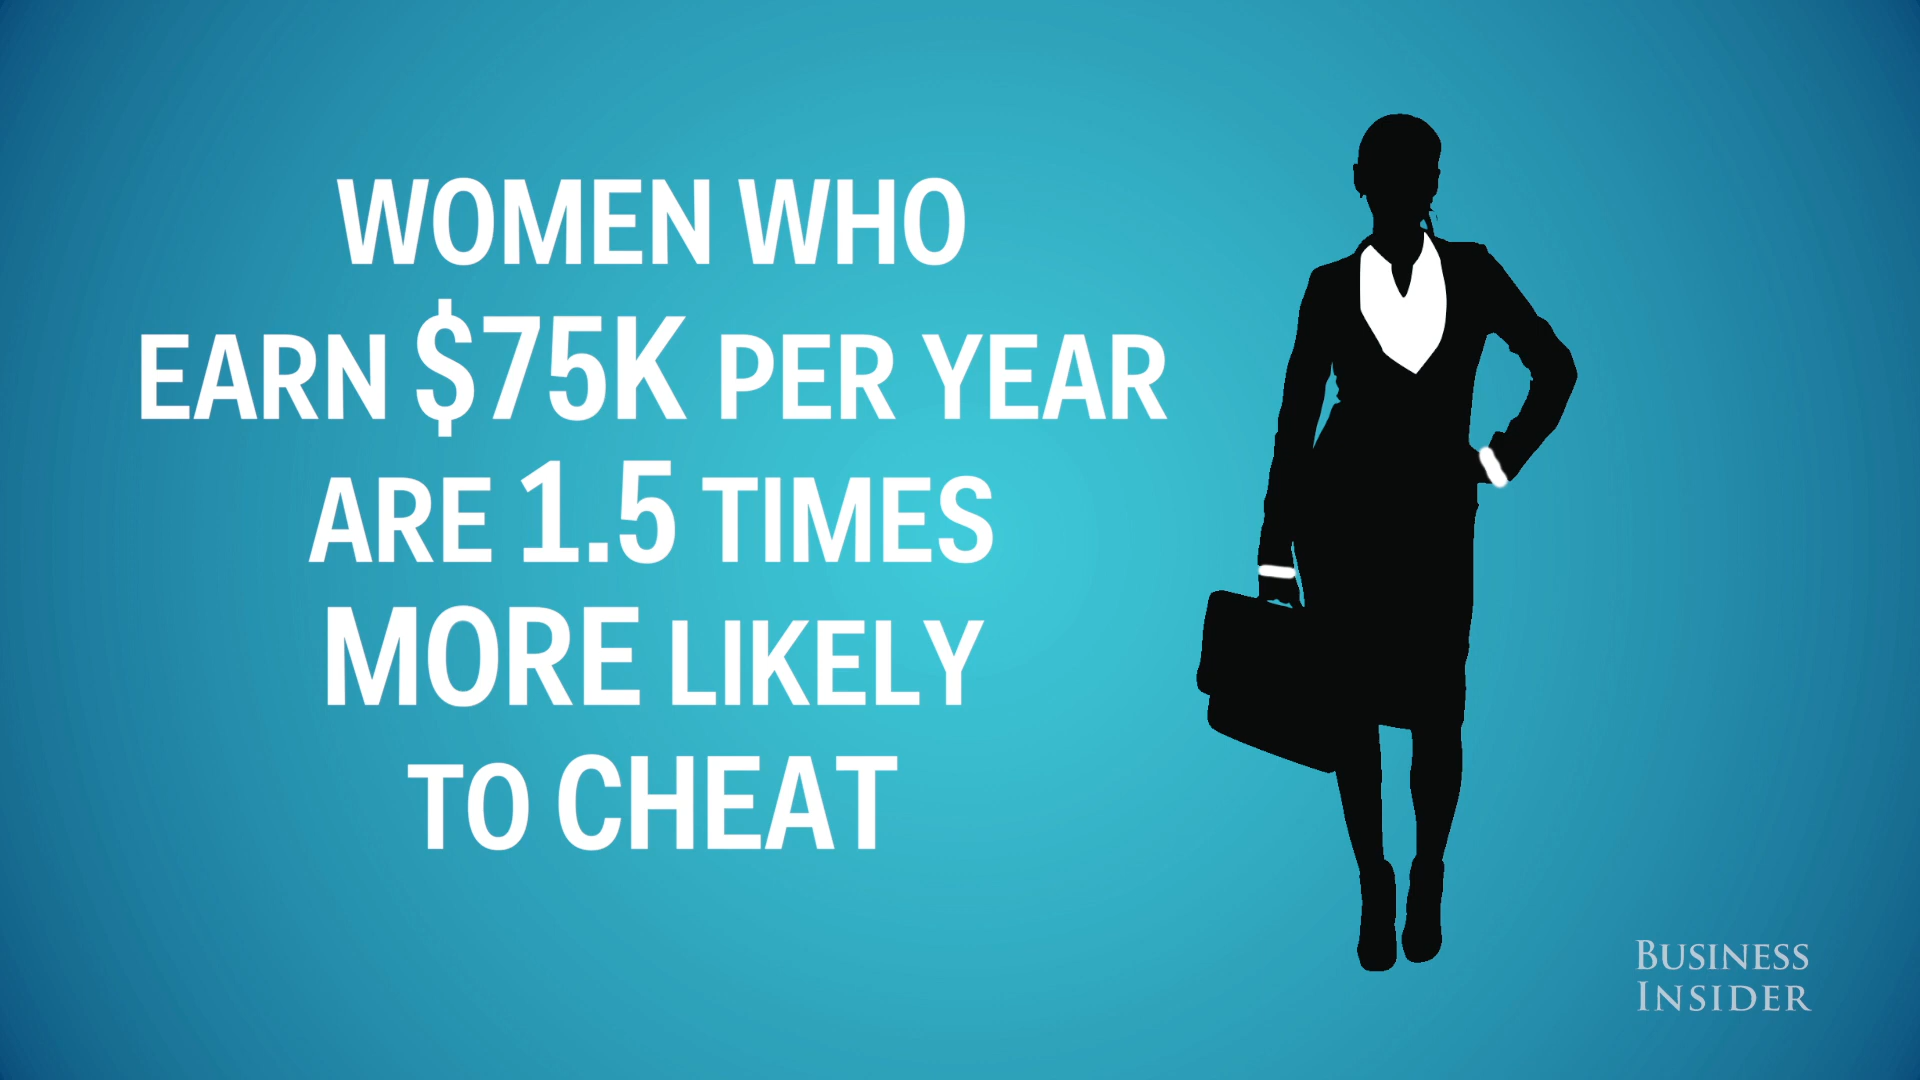 WOMEN WHO
EARN $75K PER YEAR
ARE 1.5 TIMES
MORE LIKELY
TO CHEAT
BUSINESS
INSIDER